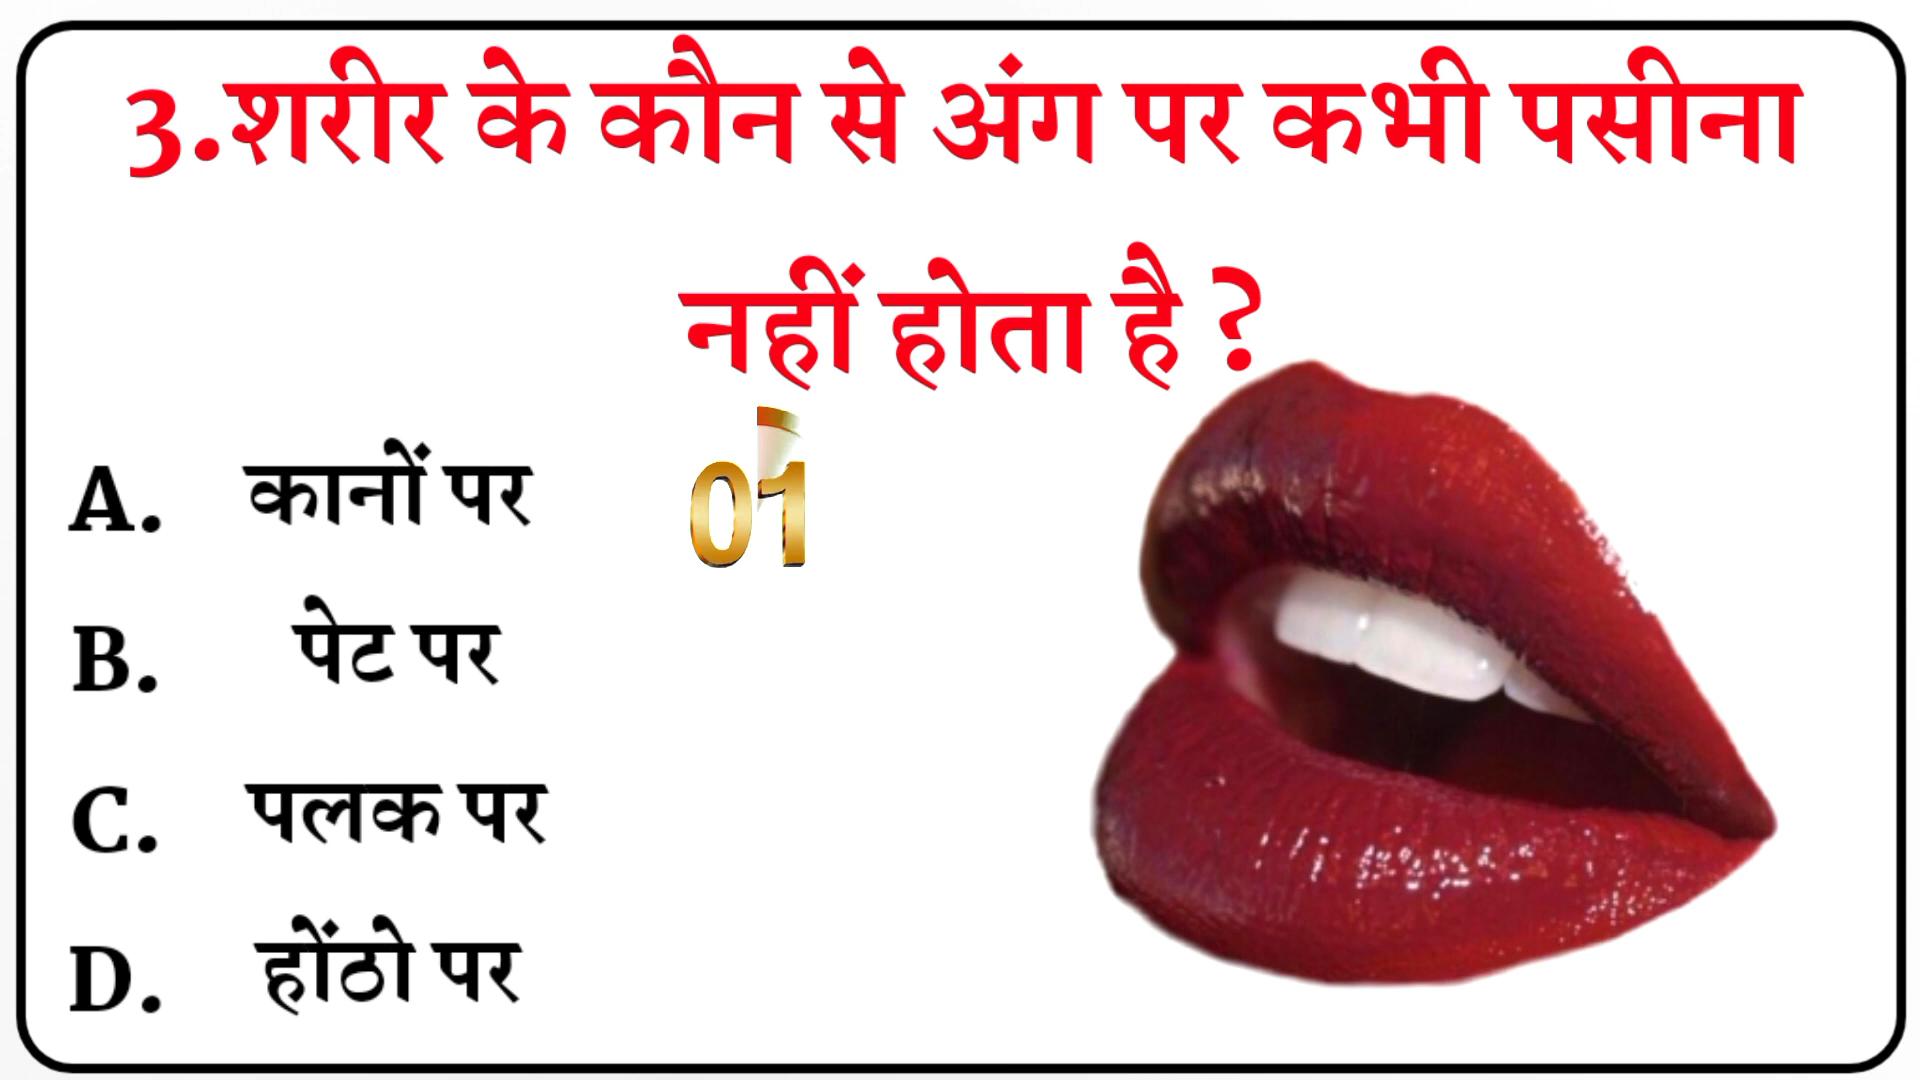 3.शरीर के कौन से अंग पर कभी पसीना
नहीं होता है ?
A. कानों पर
01
B. पेट पर
C. पलक पर
D. होंठो पर